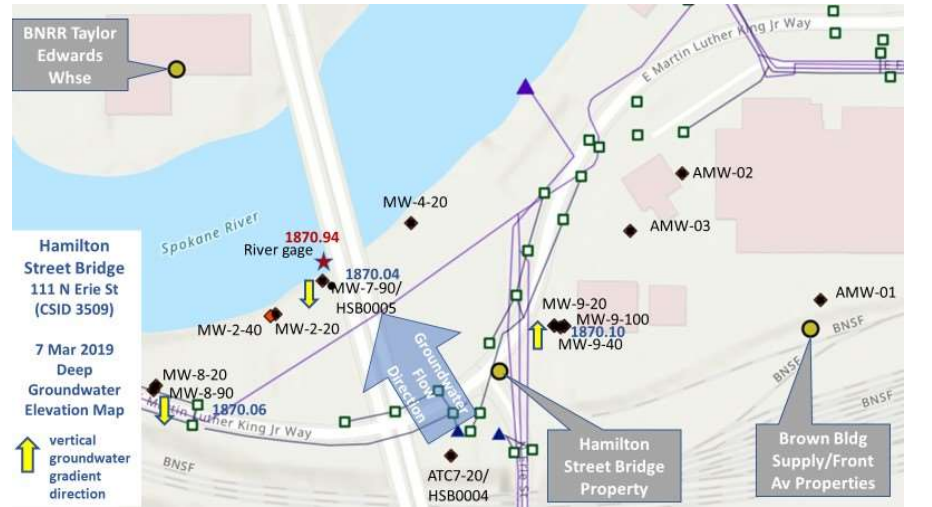 BNRR Taylor
Edwards
Whse
E Martin Luther King Jr Way
AMW-02
MW-4-20
Spokane River
AMW-03
Hamilton
Street Bridge
111 N Erie St
(CSID 3509)
7 Mar 2019
Deep
Groundwater
Elevation Map
vertical
groundwater
gradient
direction
1870.94
River gage
1870.04
MW-7-90/
HSB0005
AMW-01
MW-9-20
MW-9-100
1870.10
MW-9-40
MW-2-40
MW-2-20
BNSF
BNSF
BNSF
Groundwater
Flow
Direction
MW-8-20
MW-8-90
1870.06
Martin Luther King Jr Way
BNSF
ATC7-20/
HSB0004
Hamilton
Street Bridge
Property
Brown Bldg
Supply/Front
Av Properties